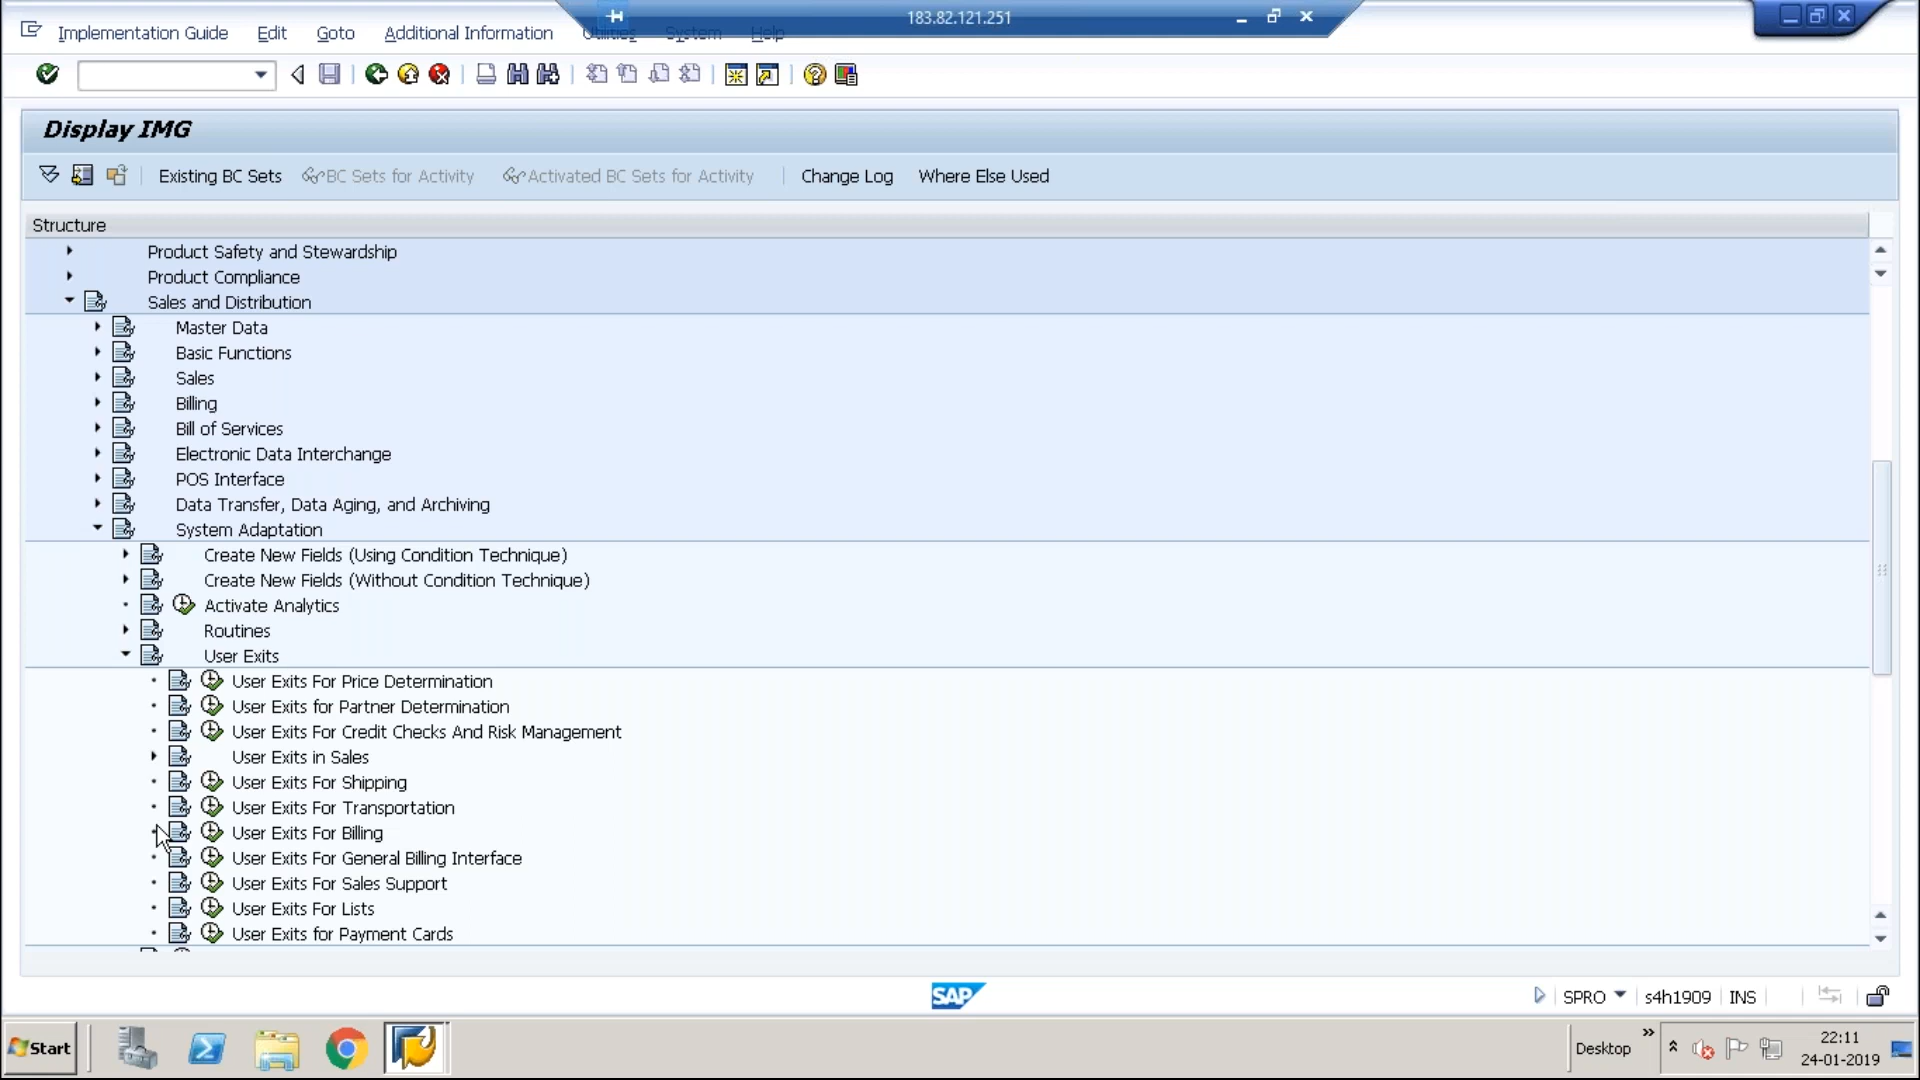 183.82.121.251
Implementation Guide Edit Goto Additional Information Utilities System Help
Display IMG
Existing BC Sets BC Sets for Activity Activated BC Sets for Activity Change Log Where Else Used
Structure
Product Safety and Stewardship
Product Compliance
Sales and Distribution
Master Data
Basic Functions
Sales
Billing
Bill of Services
Electronic Data Interchange
POS Interface
Data Transfer, Data Aging, and Archiving
System Adaptation
Create New Fields (Using Condition Technique)
Create New Fields (Without Condition Technique)
Activate Analytics
Routines
User Exits
User Exits For Price Determination
User Exits for Partner Determination
User Exits For Credit Checks And Risk Management
User Exits in Sales
User Exits For Shipping
User Exits For Transportation
User Exits For Billing
User Exits For General Billing Interface
User Exits For Sales Support
User Exits For Lists
User Exits for Payment Cards
SAP
SPRO s4h1909 INS
Start
Desktop
22:11
24-01-2019